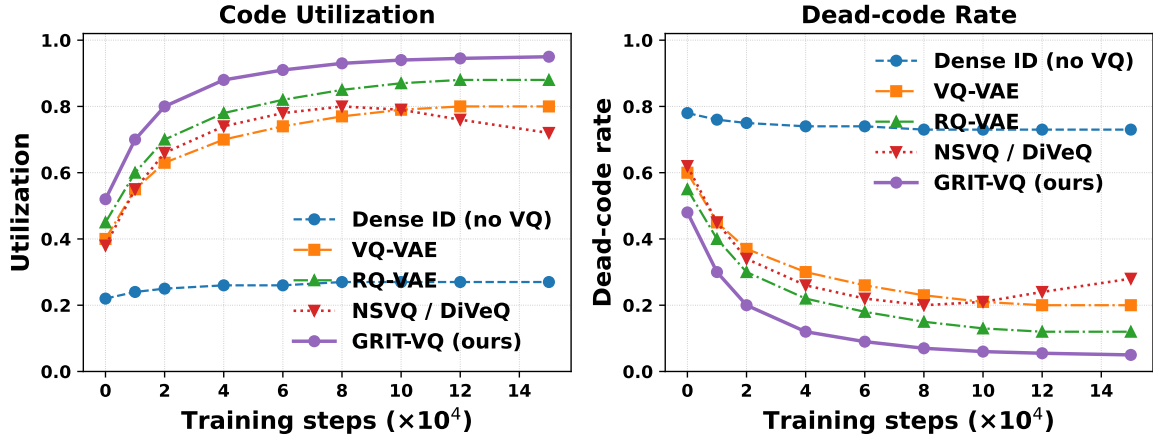 Code Utilization
Utilization
1.0
0.8
0.6
0.4
0.2
0.0
Dense ID (no VQ)
VQ-VAE
RQ-VAE
NSVQ / DiVeQ
GRIT-VQ (ours)
0 2 4 6 8 10 12 14
Training steps (×10⁴)
Dead-code Rate
Dead-code rate
1.0
0.8
0.6
0.4
0.2
0.0
Dense ID (no VQ)
VQ-VAE
RQ-VAE
NSVQ / DiVeQ
GRIT-VQ (ours)
0 2 4 6 8 10 12 14
Training steps (×10⁴)